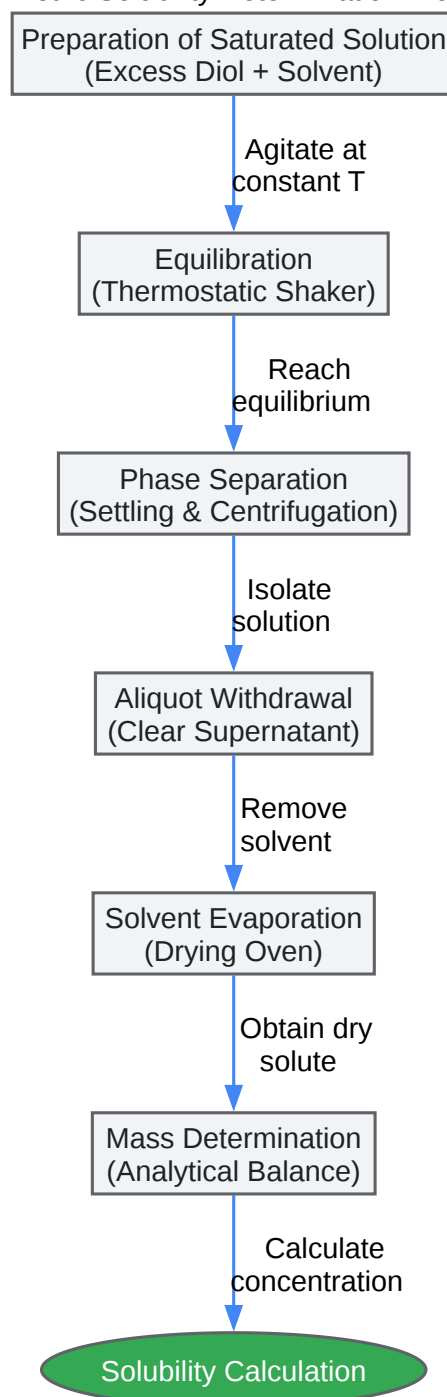 Preparation of Saturated Solution
(Excess Diol + Solvent)
Agitate at
constant T
Equilibration
(Thermostatic Shaker)
Reach
equilibrium
Phase Separation
(Settling & Centrifugation)
Isolate
solution
Aliquot Withdrawal
(Clear Supernatant)
Remove
solvent
Solvent Evaporation
(Drying Oven)
Obtain dry
solute
Mass Determination
(Analytical Balance)
Calculate
concentration
Solubility Calculation